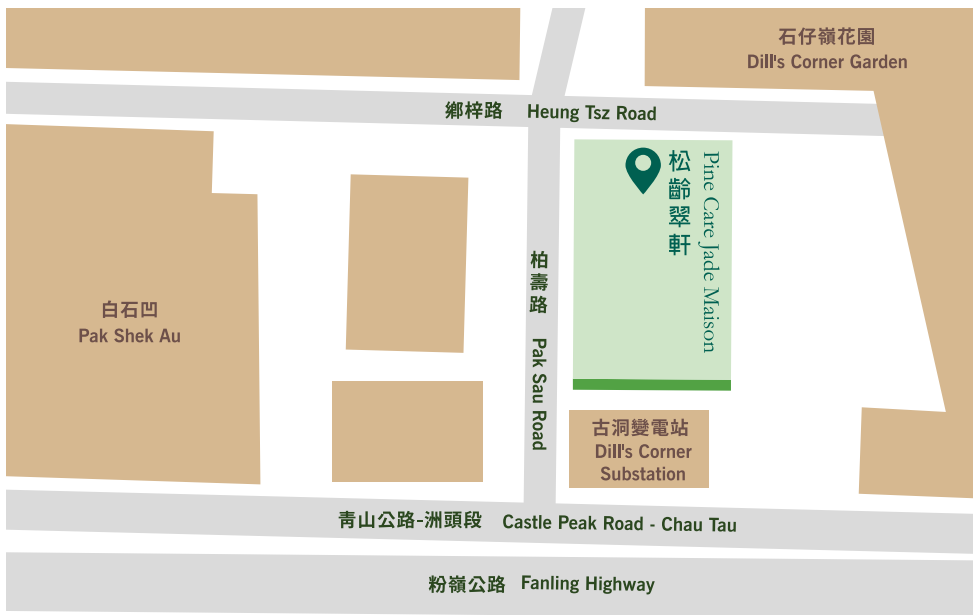 石仔嶺花園
Dill's Corner Garden
鄉梓路 Heung Tsz Road
松齡翠軒
Pine Care Jade Maison
柏壽路 Pak Sau Road
白石凹
Pak Shek Au
古洞變電站
Dill's Corner
Substation
青山公路-洲頭段 Castle Peak Road - Chau Tau
粉嶺公路 Fanling Highway